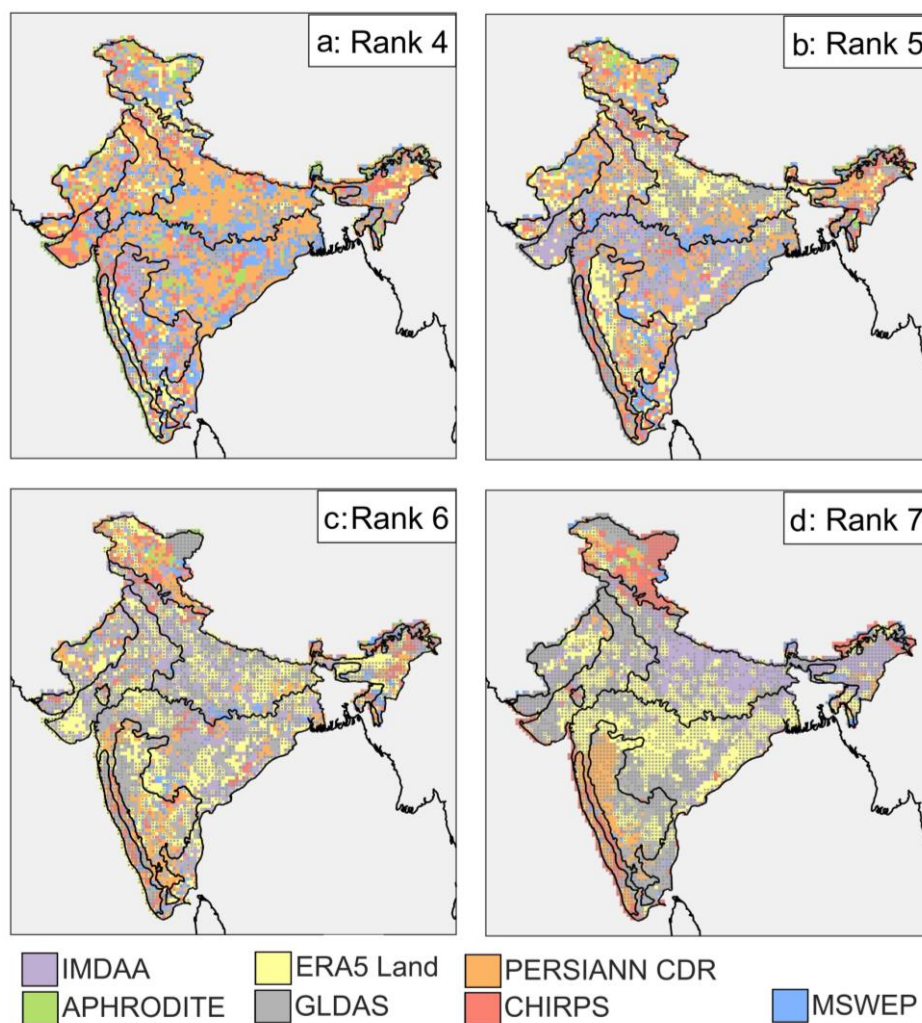 a: Rank 4
b: Rank 5
c:Rank 6
d: Rank 7
IMDAA
ERA5 Land
PERSIANN CDR
APHRODITE
GLDAS
CHIRPS
MSWEP